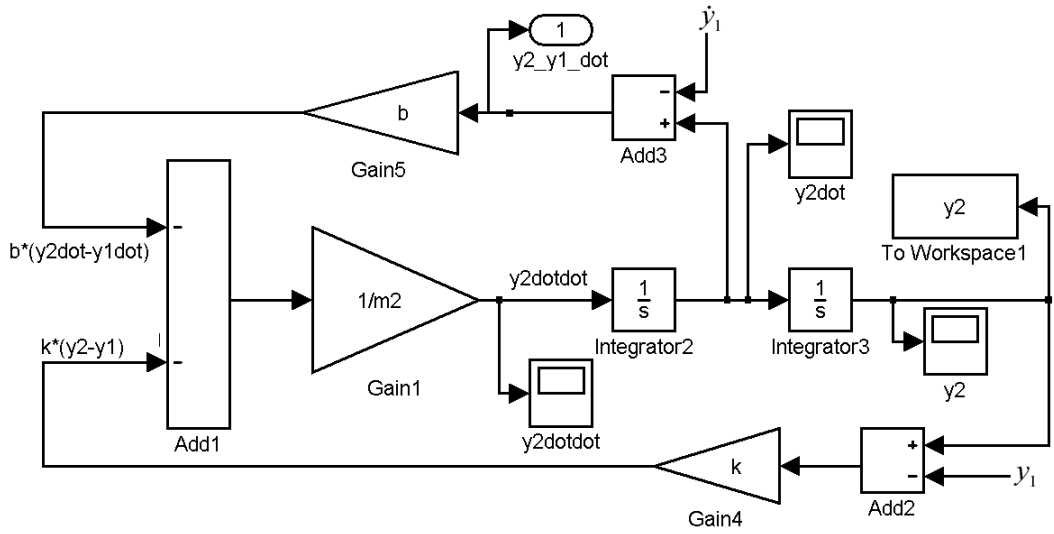 ẏ₁
1
y2_y1_dot
b
-
+
Gain5
Add3
y2dot
y2
To Workspace1
-
b*(y2dot-y1dot)
1/m2
y2dotdot
1
s
1
s
k*(y2-y1)
-
Integrator2
Integrator3
Gain1
y2
Add1
y2dotdot
+
k
-
y₁
Gain4
Add2